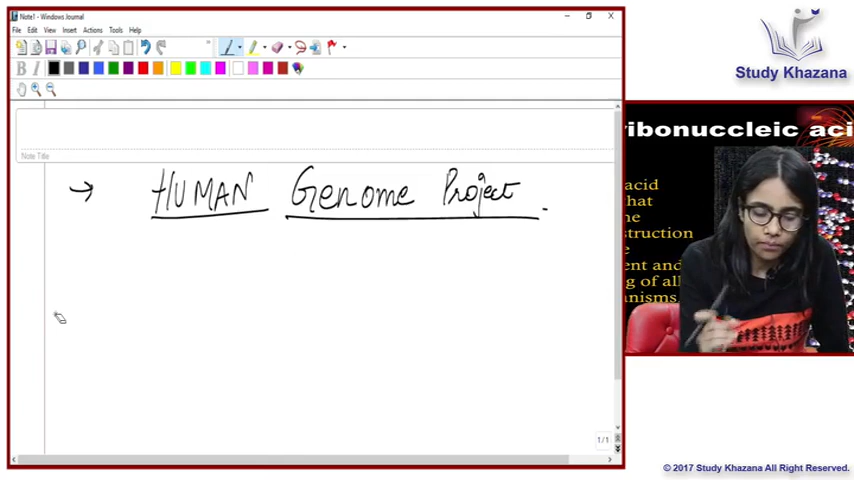 Note1 - Windows Journal
File Edit View Insert Actions Tools Help
B I
Note Title
→ HUMAN Genome Project.
1/1
Study Khazana
ribonuccleic aci
acid
hat
ne
struction
e
ent and
g of all
anisms.
© 2017 Study Khazana All Right Reserved.